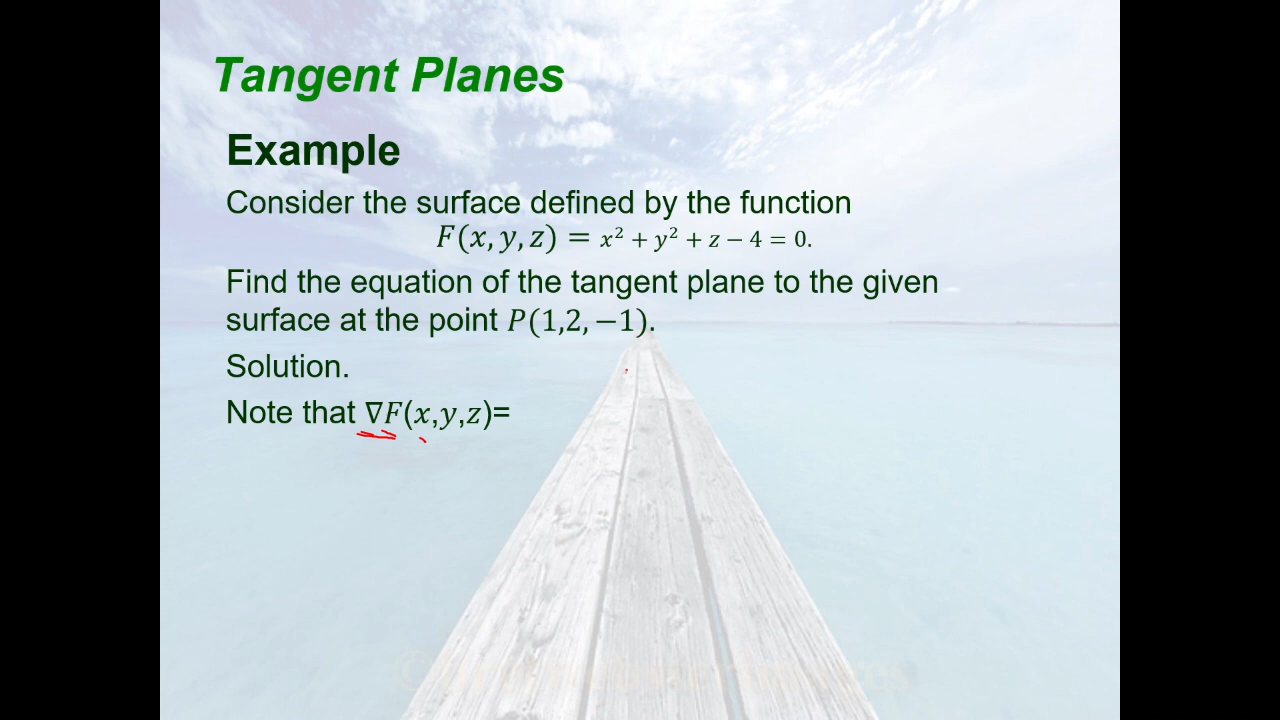 Tangent Planes
Example
Consider the surface defined by the function
F(x, y, z) = x² + y² + z − 4 = 0.
Find the equation of the tangent plane to the given
surface at the point P(1,2, −1).
Solution.
Note that ∇F(x,y,z)=